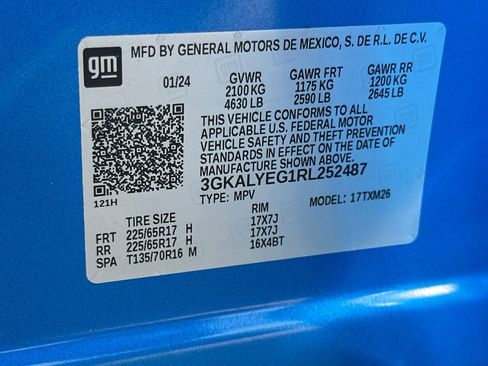 gm
MFD BY GENERAL MOTORS DE MEXICO, S. DE R.L. DE C.V.
01/24 GVWR GAWR FRT GAWR RR
2100 KG 1175 KG 1200 KG
4630 LB 2590 LB 2645 LB
THIS VEHICLE CONFORMS TO ALL
APPLICABLE U.S. FEDERAL MOTOR
VEHICLE SAFETY AND THEFT PREVENTION
STANDARDS IN EFFECT ON THE DATE OF
MANUFACTURE SHOWN ABOVE.
3GKALYEG1RL252487
121H TYPE: MPV MODEL: 17TXM26
TIRE SIZE RIM
FRT 225/65R17 H 17X7J
RR 225/65R17 H 17X7J
SPA T135/70R16 M 16X4BT